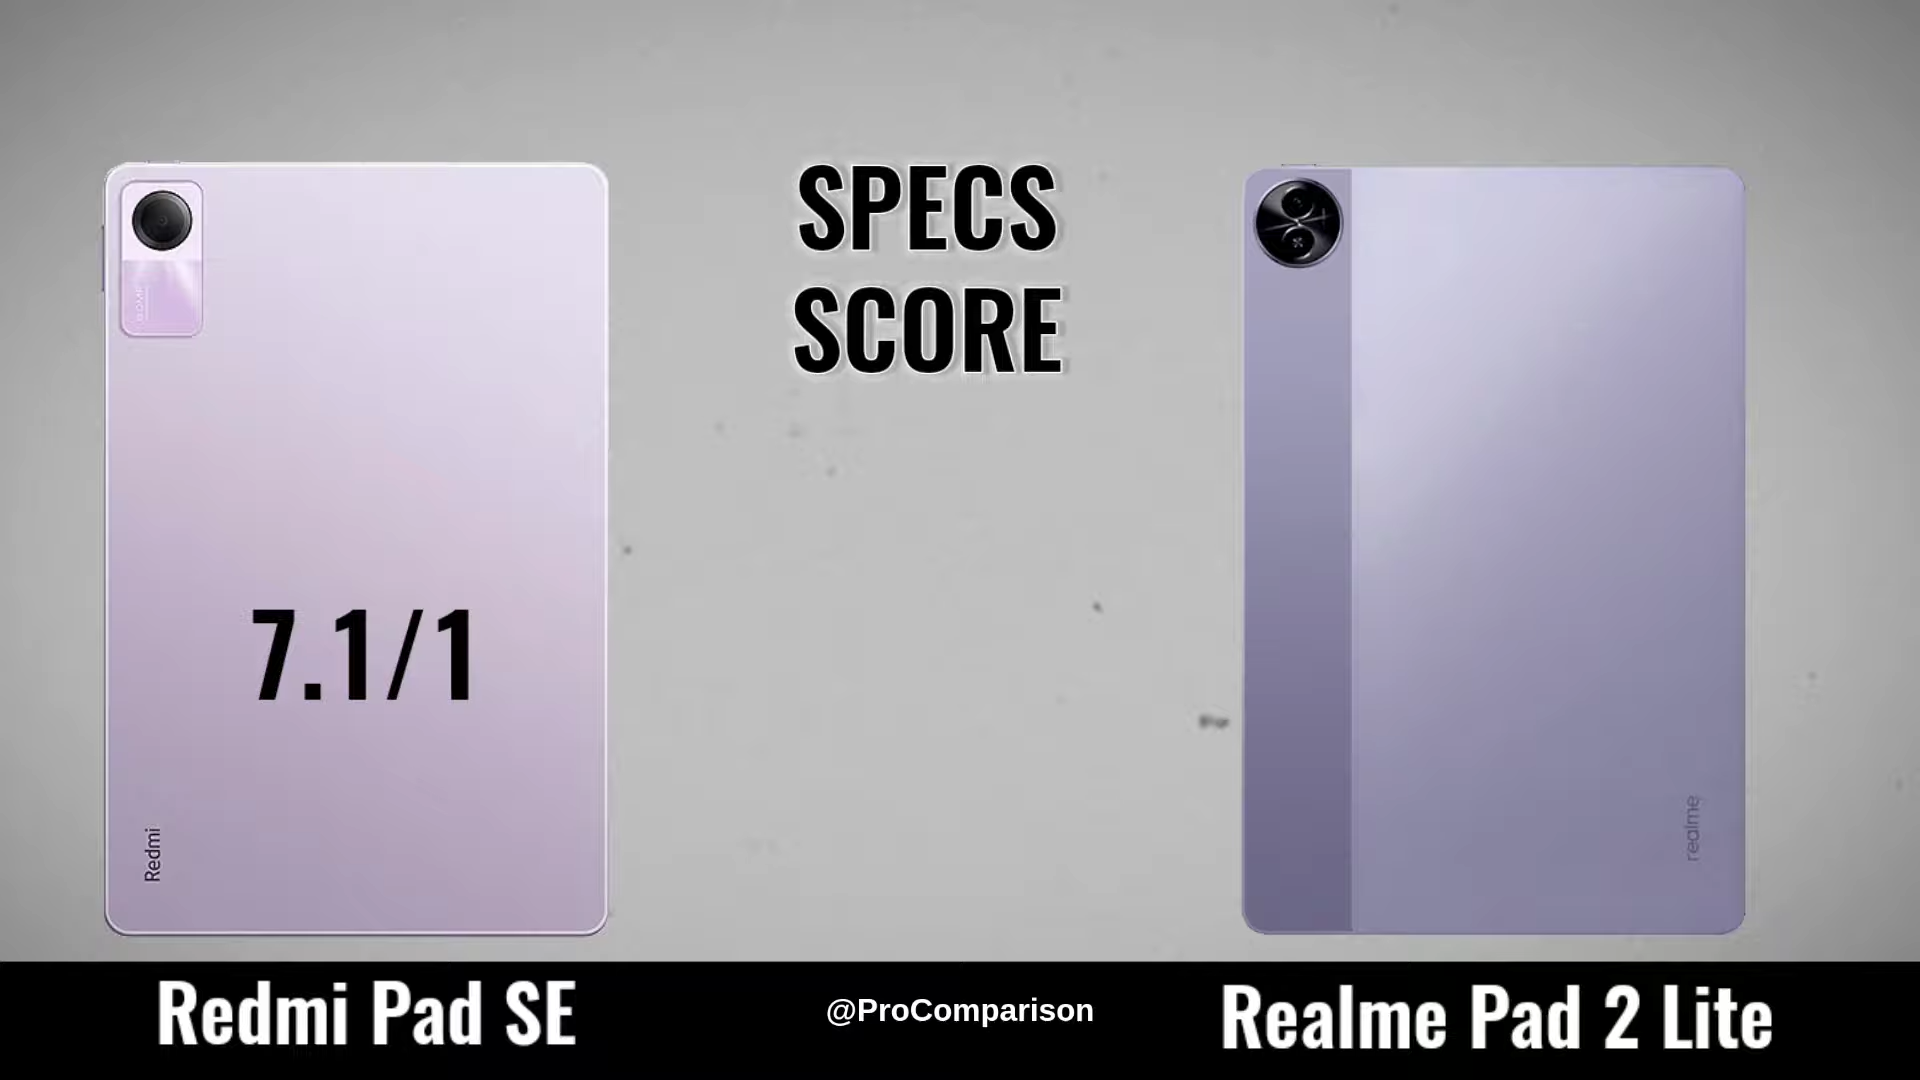 SPECS
SCORE
7.1/1
Redmi
realme
Redmi Pad SE
@ProComparison
Realme Pad 2 Lite